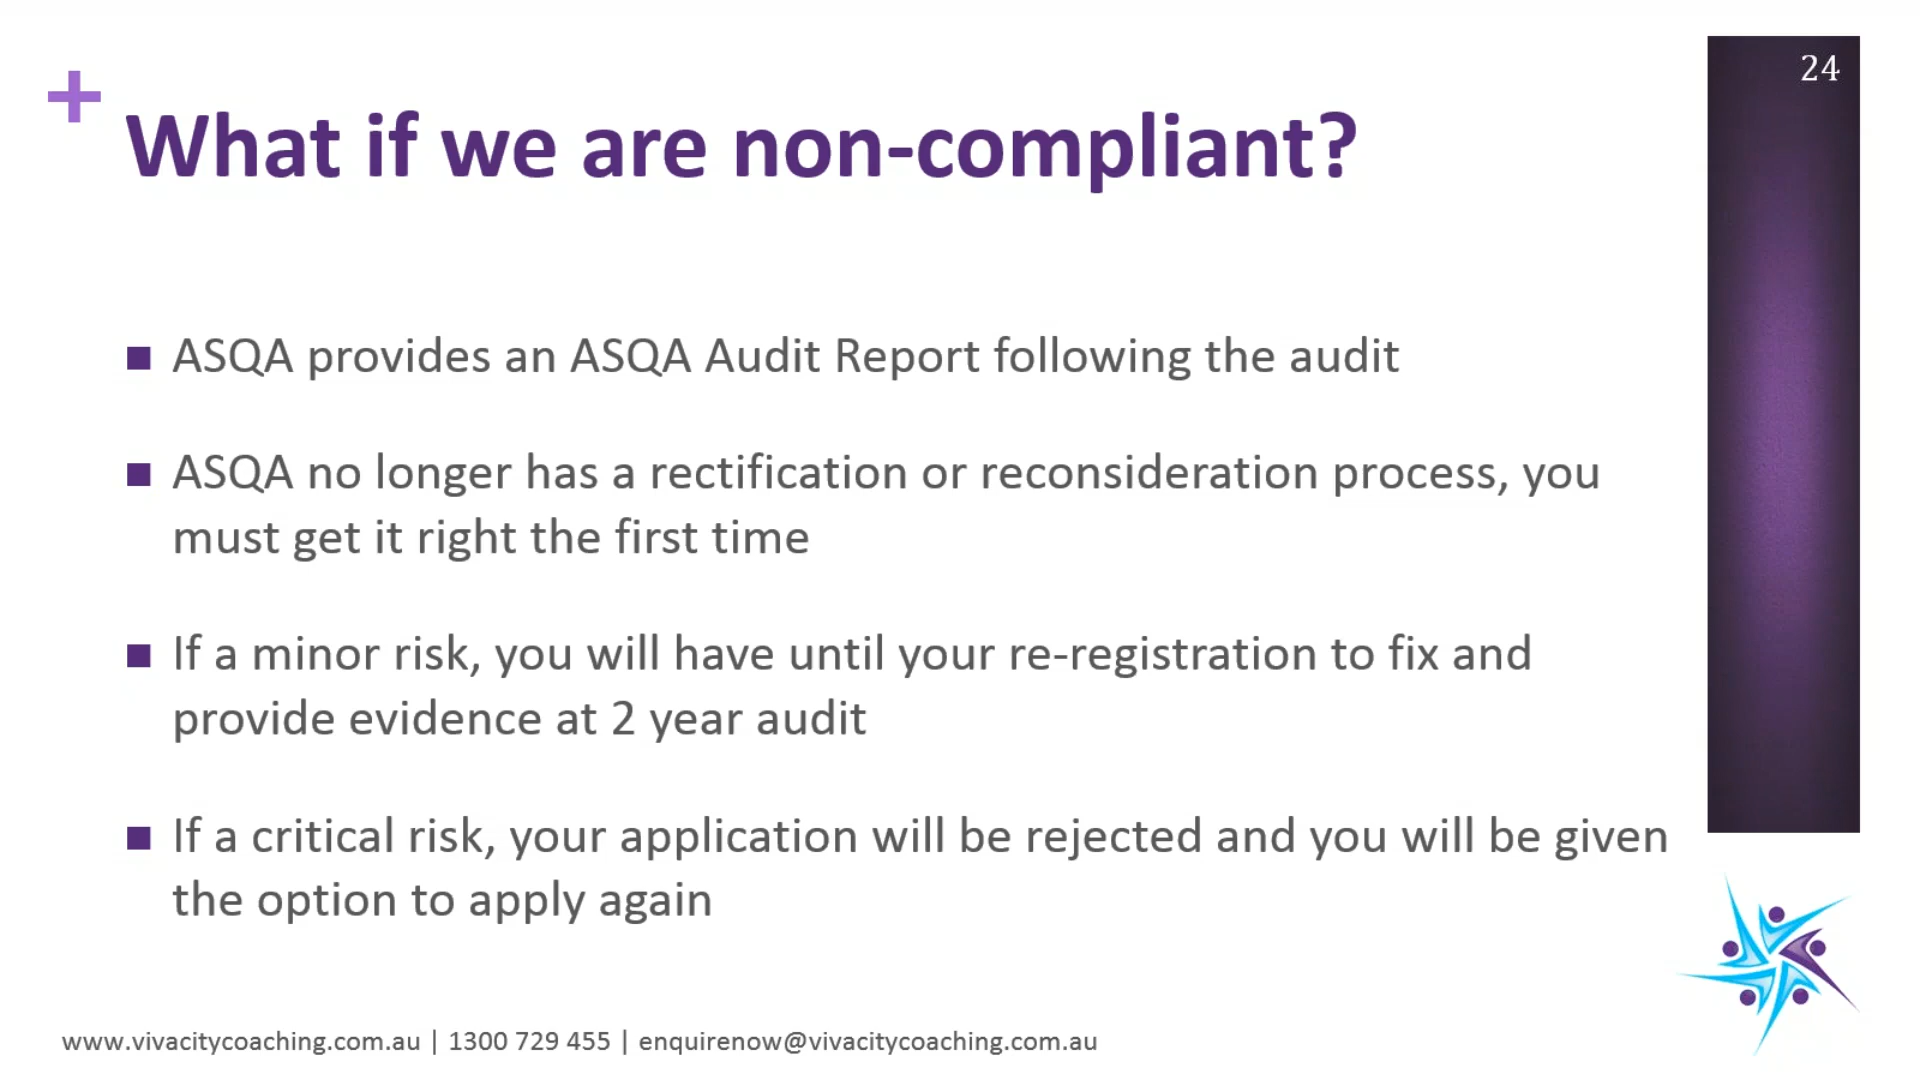 24
+
What if we are non-compliant?
ASQA provides an ASQA Audit Report following the audit
ASQA no longer has a rectification or reconsideration process, you
must get it right the first time
If a minor risk, you will have until your re-registration to fix and
provide evidence at 2 year audit
If a critical risk, your application will be rejected and you will be given
the option to apply again
www.vivacitycoaching.com.au | 1300 729 455 | enquirenow@vivacitycoaching.com.au